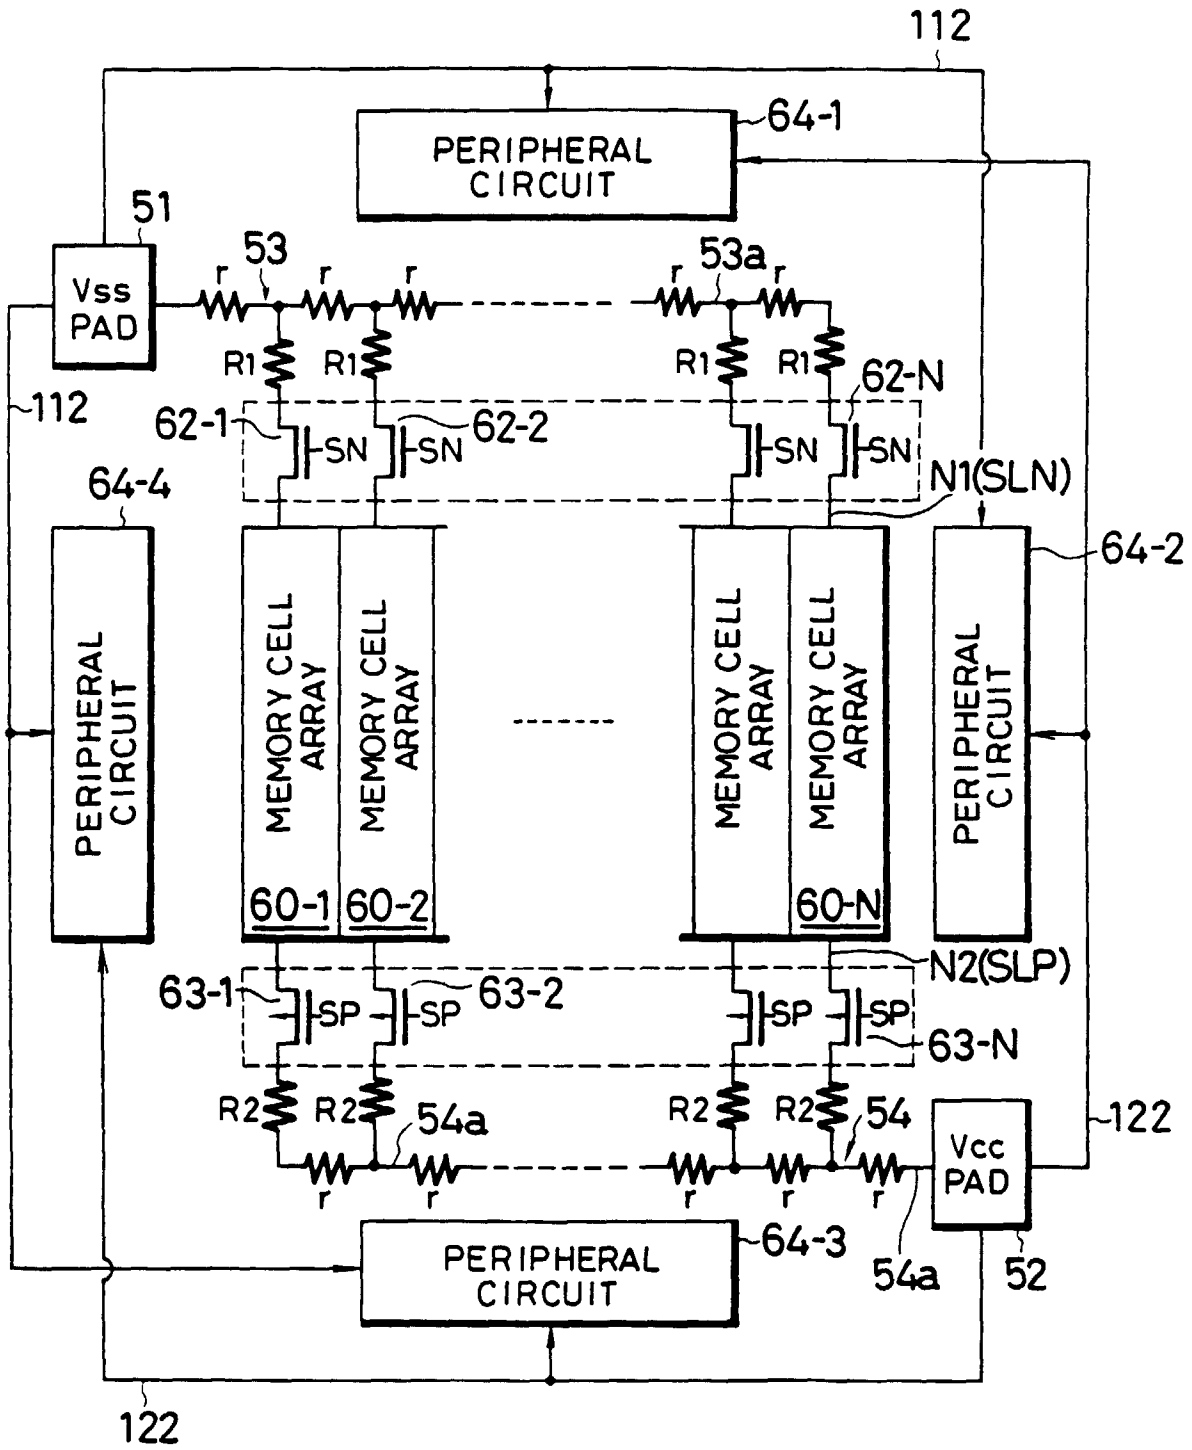 112
64-1
PERIPHERAL
CIRCUIT
51
Vss
PAD
53
53a
r r r r r
R1 R1 R1 R1
62-N
112
62-1
62-2
SN SN SN SN
N1(SLN)
64-4
64-2
PERIPHERAL
CIRCUIT
MEMORY CELL
ARRAY
MEMORY CELL
ARRAY
MEMORY CELL
ARRAY
MEMORY CELL
ARRAY
PERIPHERAL
CIRCUIT
60-1 60-2 60-N
N2(SLP)
63-1
63-2
SP SP SP SP
63-N
R2 R2 R2 R2
54a
54
122
Vcc
PAD
r r r r r
64-3
PERIPHERAL
CIRCUIT
54a
52
122